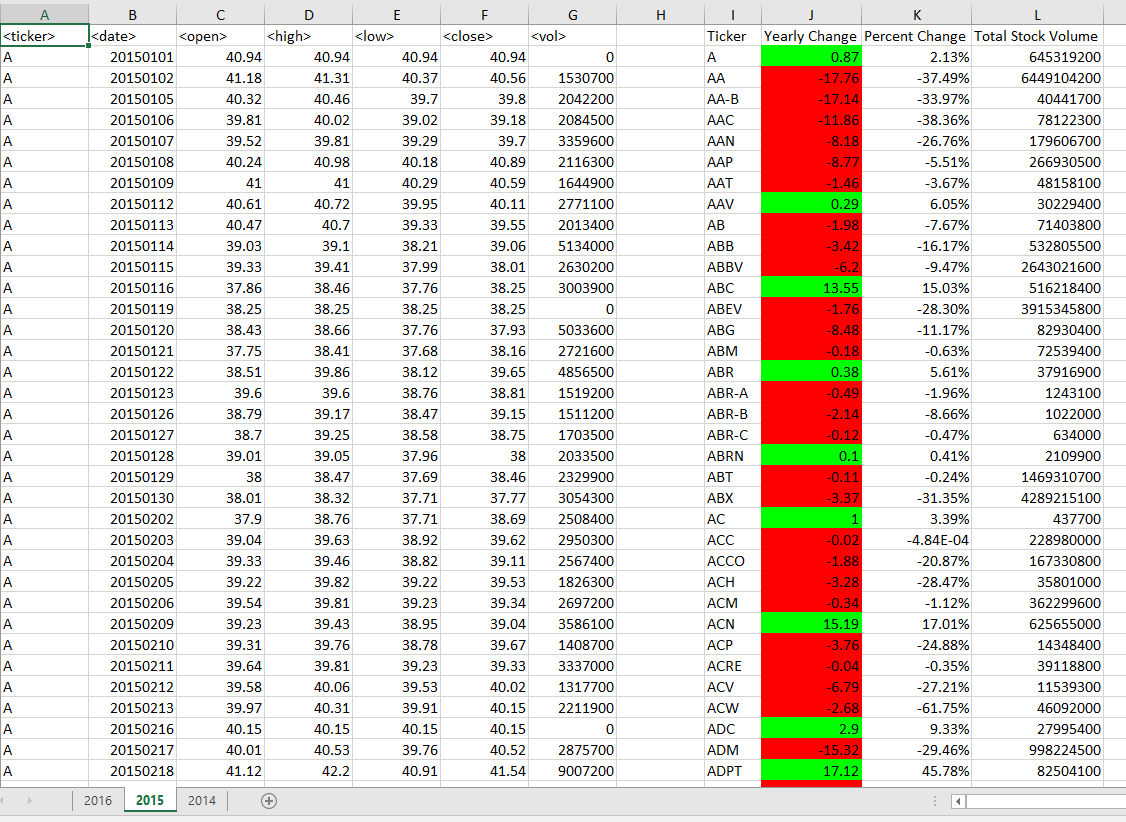 A B C D E F G H I J K L
<ticker> <date> <open> <high> <low> <close> <vol> Ticker Yearly Change Percent Change Total Stock Volume
A 20150101 40.94 40.94 40.94 40.94 0 A 0.87 2.13% 645319200
A 20150102 41.18 41.31 40.37 40.56 1530700 AA -17.76 -37.49% 6449104200
A 20150105 40.32 40.46 39.7 39.8 2042200 AA-B -17.14 -33.97% 40441700
A 20150106 39.81 40.02 39.02 39.18 2084500 AAC -11.86 -38.36% 78122300
A 20150107 39.52 39.81 39.29 39.7 3359600 AAN -8.18 -26.76% 179606700
A 20150108 40.24 40.98 40.18 40.89 2116300 AAP -8.77 -5.51% 266930500
A 20150109 41 41 40.29 40.59 1644900 AAT -1.46 -3.67% 48158100
A 20150112 40.61 40.72 39.95 40.11 2771100 AAV 0.29 6.05% 30229400
A 20150113 40.47 40.7 39.33 39.55 2013400 AB -1.98 -7.67% 71403800
A 20150114 39.03 39.1 38.21 39.06 5134000 ABB -3.42 -16.17% 532805500
A 20150115 39.33 39.41 37.99 38.01 2630200 ABBV -6.2 -9.47% 2643021600
A 20150116 37.86 38.46 37.76 38.25 3003900 ABC 13.55 15.03% 516218400
A 20150119 38.25 38.25 38.25 38.25 0 ABEV -1.76 -28.30% 3915345800
A 20150120 38.43 38.66 37.76 37.93 5033600 ABG -8.48 -11.17% 82930400
A 20150121 37.75 38.41 37.68 38.16 2721600 ABM -0.18 -0.63% 72539400
A 20150122 38.51 39.86 38.12 39.65 4856500 ABR 0.38 5.61% 37916900
A 20150123 39.6 39.6 38.76 38.81 1519200 ABR-A -0.49 -1.96% 1243100
A 20150126 38.79 39.17 38.47 39.15 1511200 ABR-B -2.14 -8.66% 1022000
A 20150127 38.7 39.25 38.58 38.75 1703500 ABR-C -0.12 -0.47% 634000
A 20150128 39.01 39.05 37.96 38 2033500 ABRN 0.1 0.41% 2109900
A 20150129 38 38.47 37.69 38.46 2329900 ABT -0.11 -0.24% 1469310700
A 20150130 38.01 38.32 37.71 37.77 3054300 ABX -3.37 -31.35% 4289215100
A 20150202 37.9 38.76 37.71 38.69 2508400 AC 1 3.39% 437700
A 20150203 39.04 39.63 38.92 39.62 2950300 ACC -0.02 -4.84E-04 228980000
A 20150204 39.33 39.46 38.82 39.11 2567400 ACCO -1.88 -20.87% 167330800
A 20150205 39.22 39.82 39.22 39.53 1826300 ACH -3.28 -28.47% 35801000
A 20150206 39.54 39.81 39.23 39.34 2697200 ACM -0.34 -1.12% 362299600
A 20150209 39.23 39.43 38.95 39.04 3586100 ACN 15.19 17.01% 625655000
A 20150210 39.31 39.76 38.78 39.67 1408700 ACP -3.76 -24.88% 14348400
A 20150211 39.64 39.81 39.23 39.33 3337000 ACRE -0.04 -0.35% 39118800
A 20150212 39.58 40.06 39.53 40.02 1317700 ACV -6.79 -27.21% 11539300
A 20150213 39.97 40.31 39.91 40.15 2211900 ACW -2.68 -61.75% 46092000
A 20150216 40.15 40.15 40.15 40.15 0 ADC 2.9 9.33% 27995400
A 20150217 40.01 40.53 39.76 40.52 2875700 ADM -15.32 -29.46% 998224500
A 20150218 41.12 42.2 40.91 41.54 9007200 ADPT 17.12 45.78% 82504100
2016 2015 2014